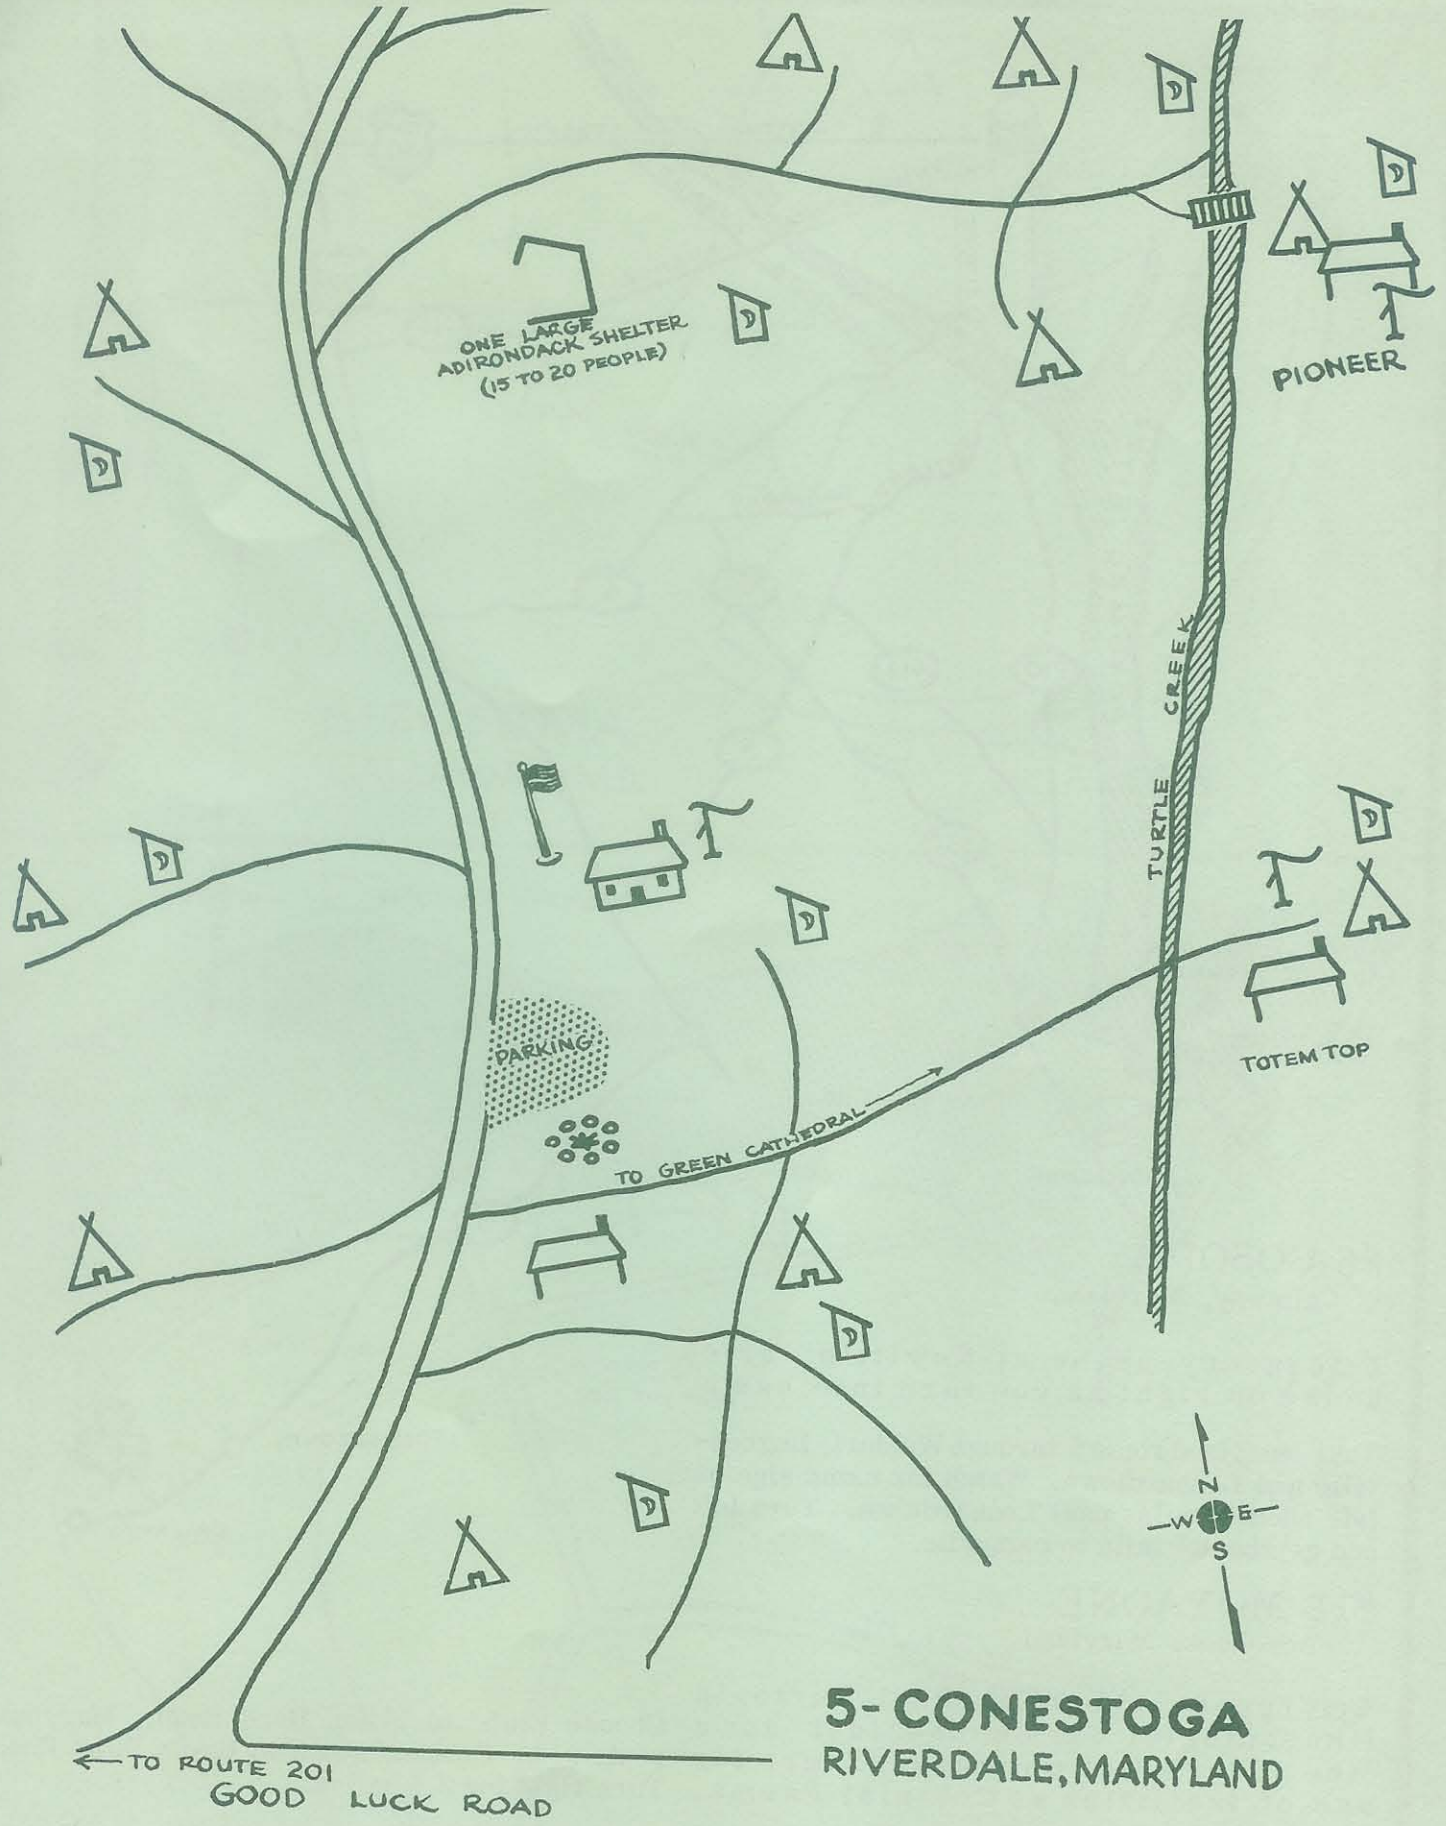 ONE LARGE
ADIRONDACK SHELTER
(15 TO 20 PEOPLE)
PIONEER
TURTLE CREEK
PARKING
TO GREEN CATHEDRAL
TOTEM TOP
N
W E
S
5-CONESTOGA
RIVERDALE, MARYLAND
TO ROUTE 201
GOOD LUCK ROAD